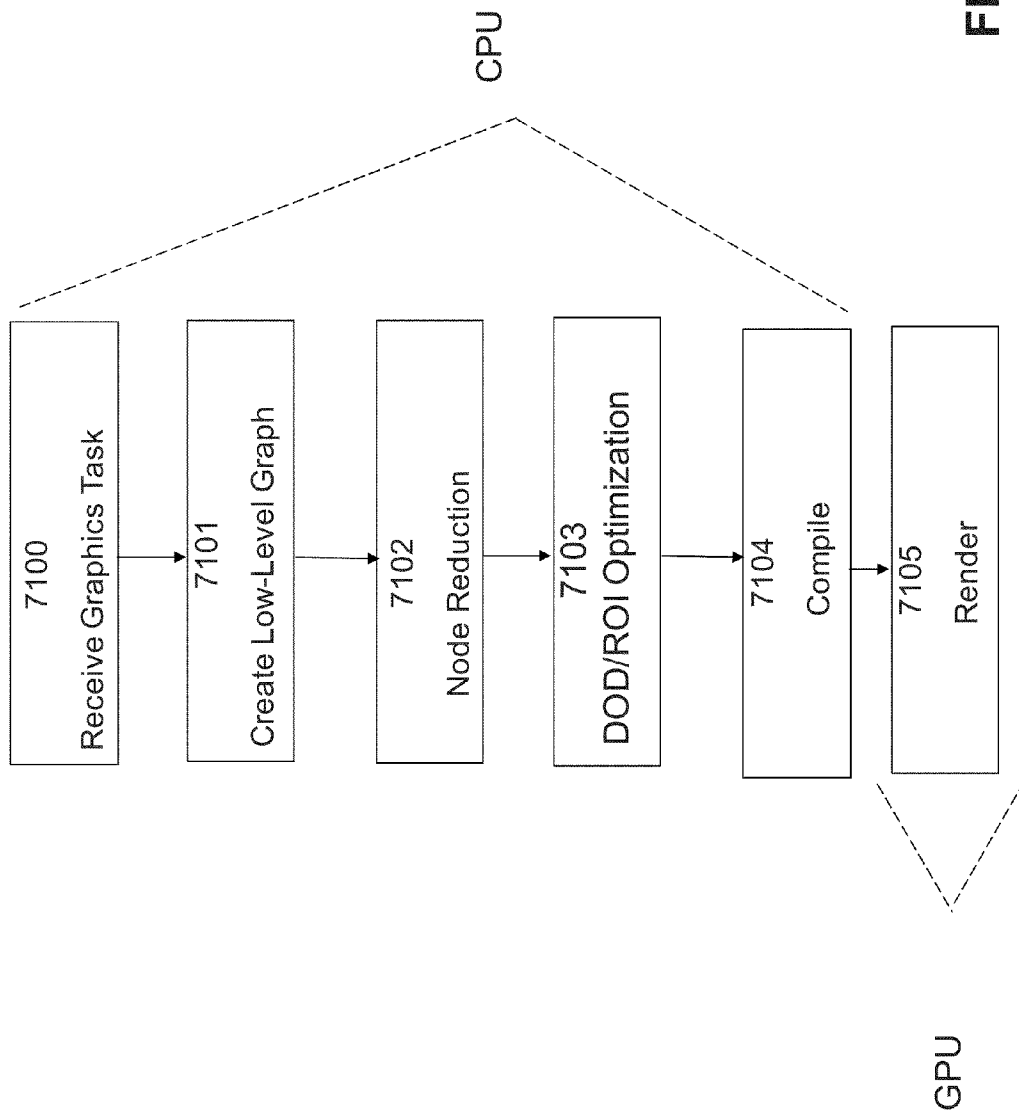 7100
Receive Graphics Task
7101
Create Low-Level Graph
7102
Node Reduction
7103
DOD/ROI Optimization
7104
Compile
7105
Render
CPU
GPU